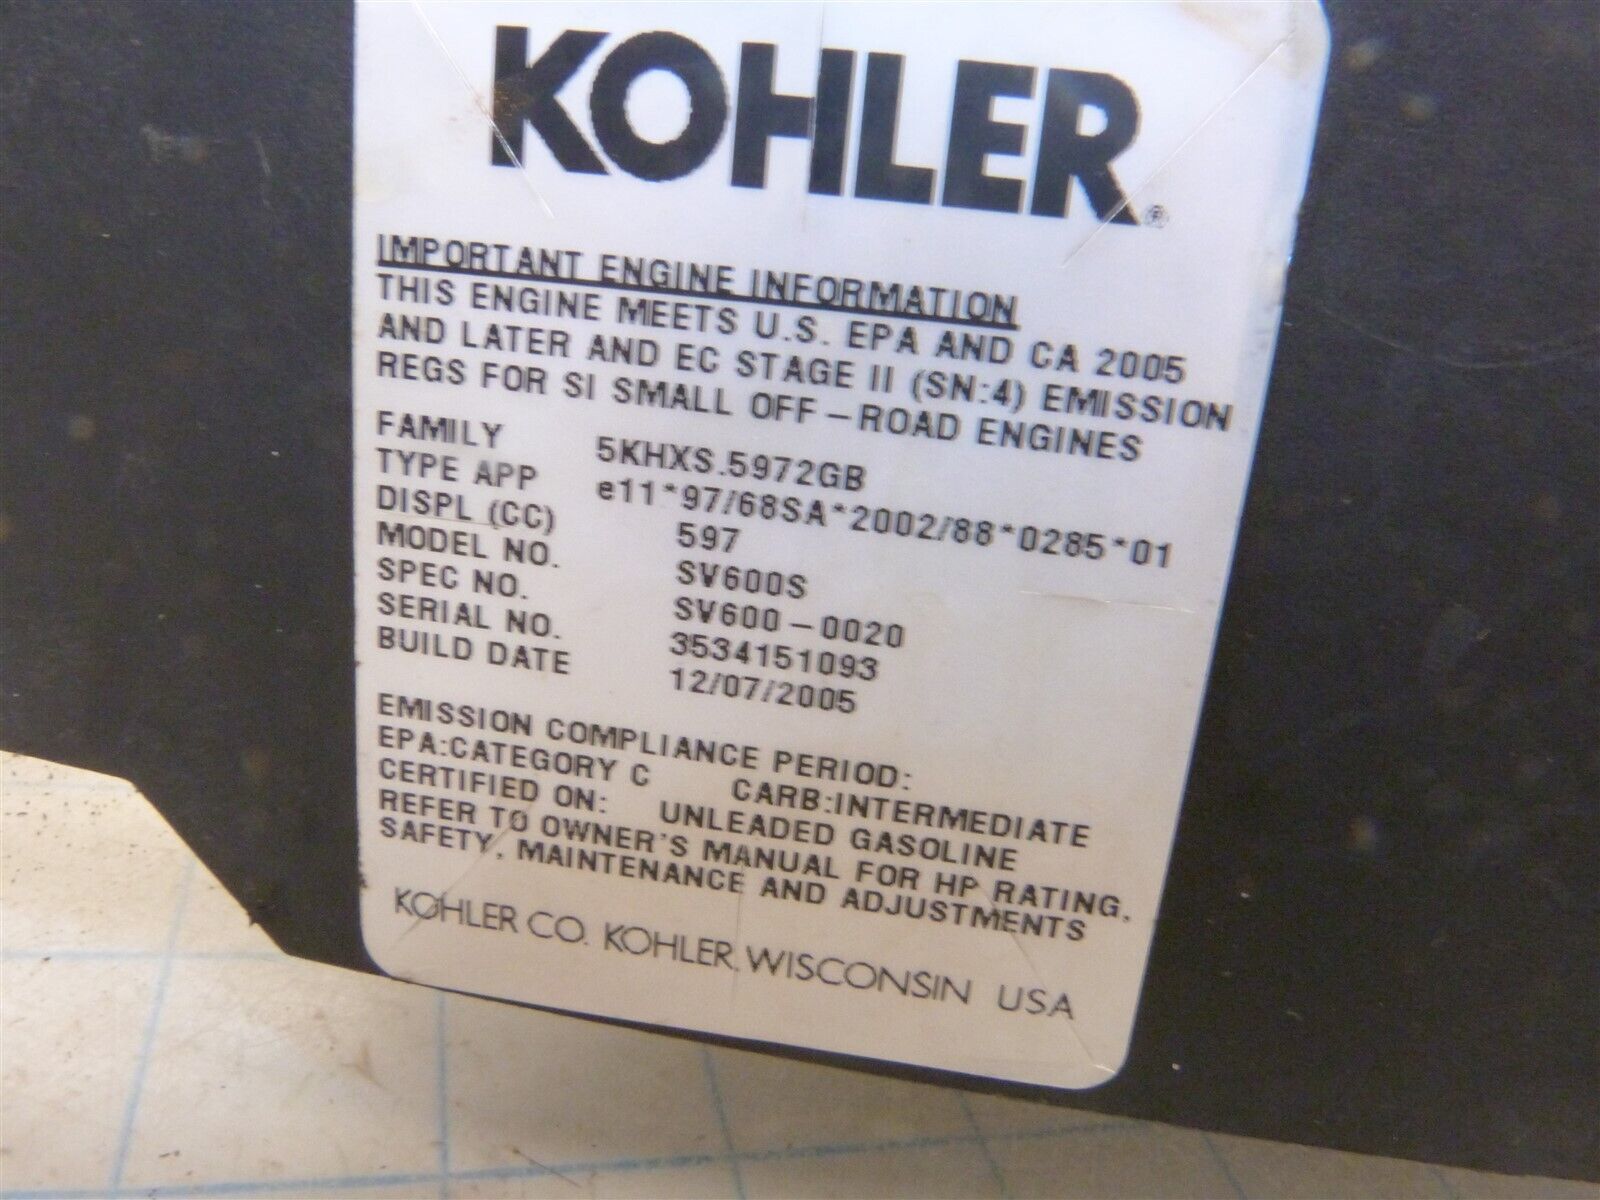 KOHLER®
IMPORTANT ENGINE INFORMATION
THIS ENGINE MEETS U.S. EPA AND CA 2005
AND LATER AND EC STAGE II (SN:4) EMISSION
REGS FOR SI SMALL OFF-ROAD ENGINES
FAMILY 5KHXS.5972GB
TYPE APP e11*97/68SA*2002/88*0285*01
DISPL (CC) 597
MODEL NO. SV600S
SPEC NO. SV600-0020
SERIAL NO. 3534151093
BUILD DATE 12/07/2005
EMISSION COMPLIANCE PERIOD:
EPA:CATEGORY C CARB:INTERMEDIATE
CERTIFIED ON: UNLEADED GASOLINE
REFER TO OWNER'S MANUAL FOR HP RATING,
SAFETY, MAINTENANCE AND ADJUSTMENTS
KOHLER CO. KOHLER, WISCONSIN USA